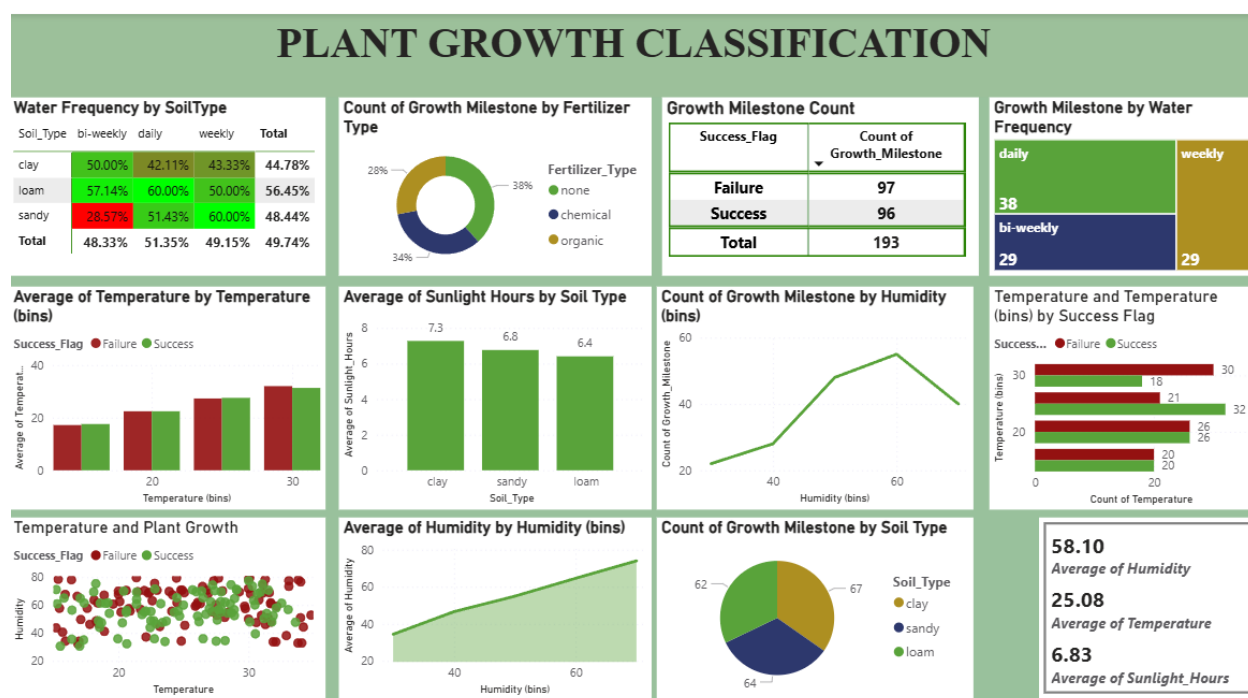 PLANT GROWTH CLASSIFICATION
Water Frequency by SoilType
Soil_Type bi-weekly daily weekly Total
clay 50.00% 42.11% 43.33% 44.78%
loam 57.14% 60.00% 50.00% 56.45%
sandy 28.57% 51.43% 60.00% 48.44%
Total 48.33% 51.35% 49.15% 49.74%
Count of Growth Milestone by Fertilizer
Type
28%
38%
34%
Fertilizer_Type
none
chemical
organic
Growth Milestone Count
Success_Flag Count of
Growth_Milestone
Failure 97
Success 96
Total 193
Growth Milestone by Water
Frequency
daily
38
bi-weekly
29
weekly
29
Average of Temperature by Temperature
(bins)
Success_Flag Failure Success
Average of Temperat...
40
20
0
20 30
Temperature (bins)
Average of Sunlight Hours by Soil Type
Average of Sunlight_Hours
8
6
4
2
0
7.3 6.8 6.4
clay sandy loam
Soil_Type
Count of Growth Milestone by Humidity
(bins)
Count of Growth_Milestone
60
40
20
40 60
Humidity (bins)
Temperature and Temperature
(bins) by Success Flag
Success... Failure Success
Temperature (bins)
30
20
30
18
21
32
26
26
20
20
0 20
Count of Temperature
Temperature and Plant Growth
Success_Flag Failure Success
Humidity
80
60
40
20
20 30
Temperature
Average of Humidity by Humidity (bins)
Average of Humidity
80
60
40
20
40 60
Humidity (bins)
Count of Growth Milestone by Soil Type
62
67
64
Soil_Type
clay
sandy
loam
58.10
Average of Humidity
25.08
Average of Temperature
6.83
Average of Sunlight_Hours